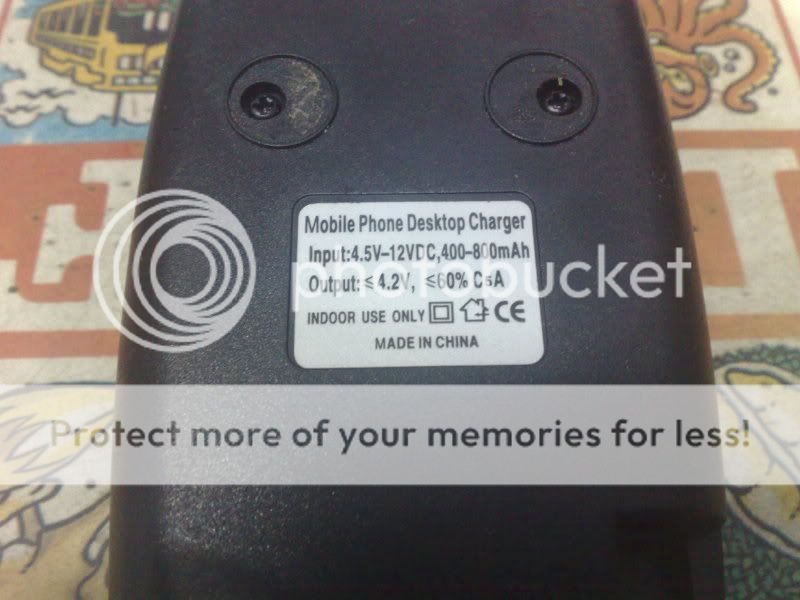 Mobile Phone Desktop Charger
Input:4.5V-12VDC,400-800mAh
Output:≤4.2V, ≤60% C5A
INDOOR USE ONLY CE
MADE IN CHINA
photobucket
Protect more of your memories for less!